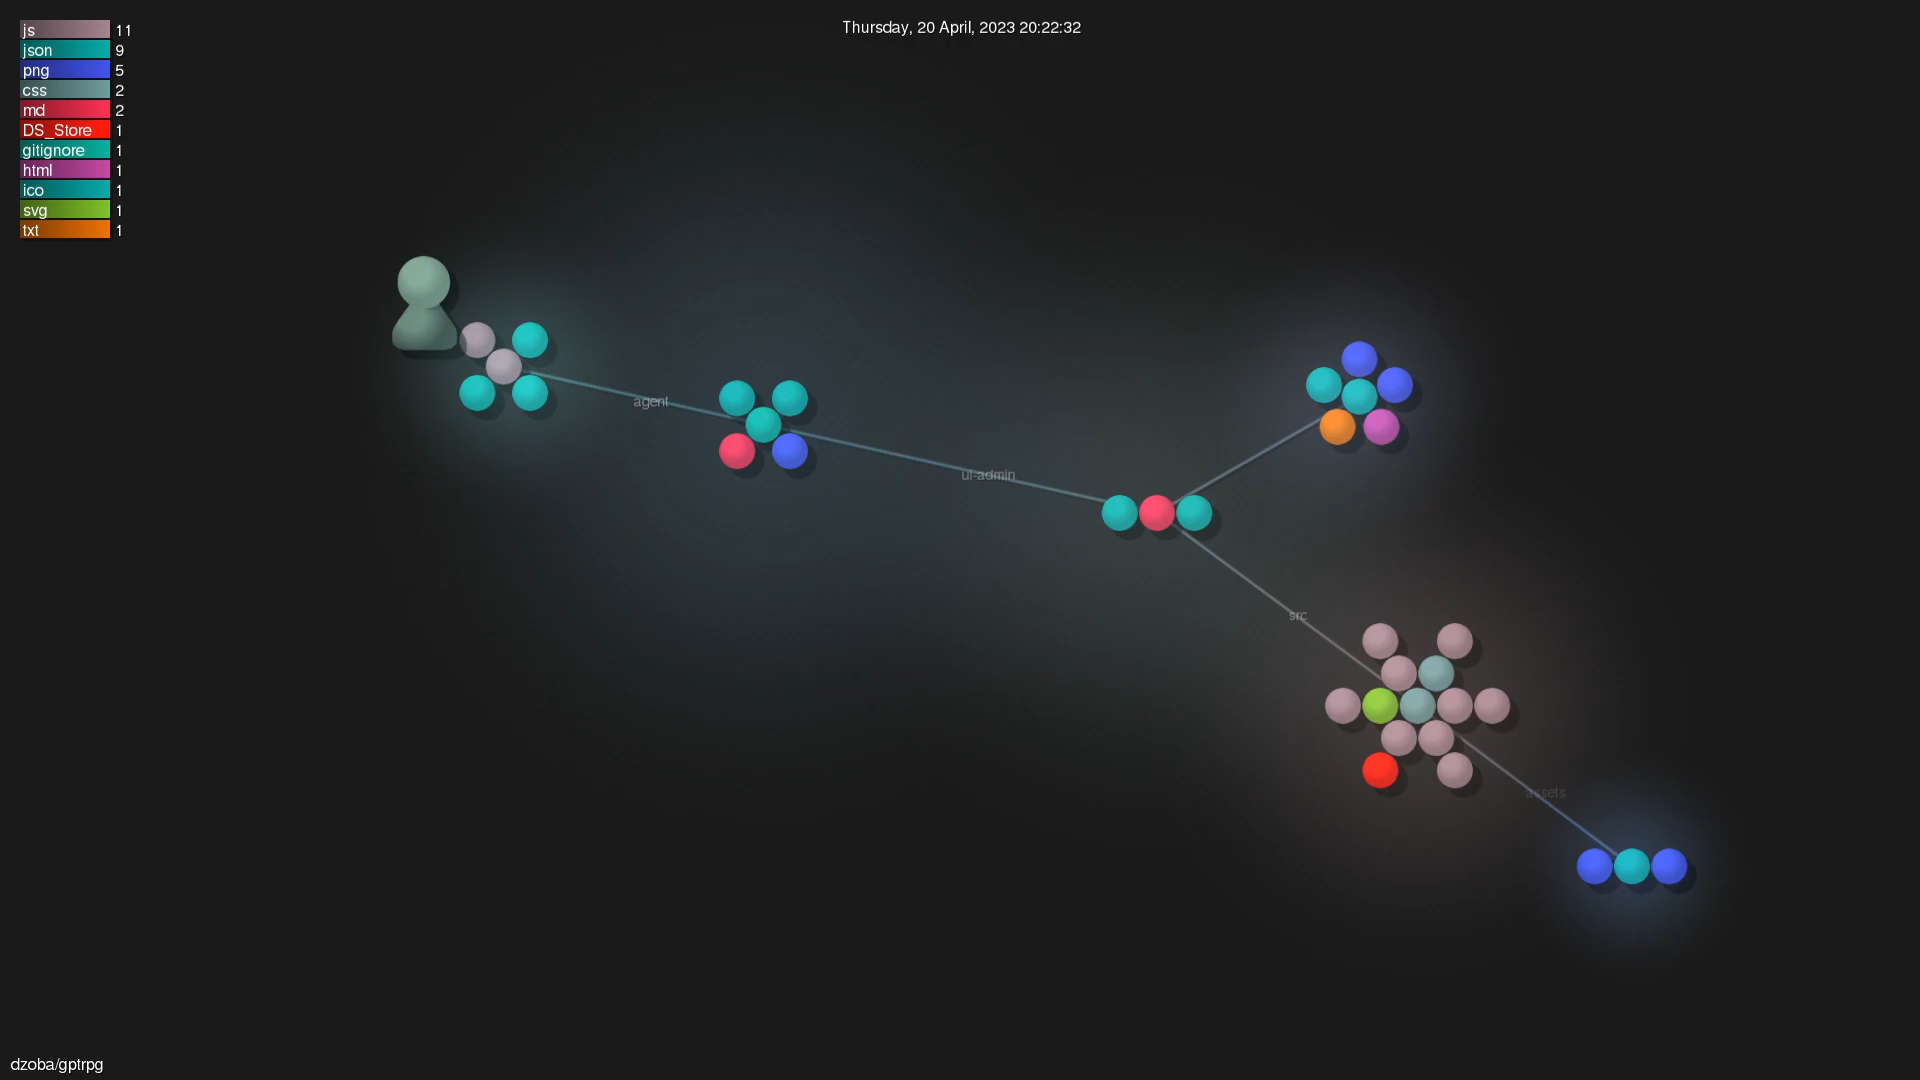 Thursday, 20 April, 2023 20:22:32
js 11
json 9
png 5
css 2
md 2
DS_Store 1
gitignore 1
html 1
ico 1
svg 1
txt 1
agent
ui-admin
src
assets
dzoba/gptrpg